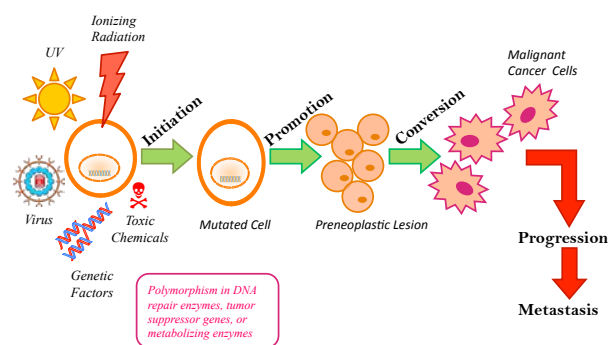 Ionizing
Radiation
UV
Virus
Genetic
Factors
Toxic
Chemicals
Initiation
Mutated Cell
Promotion
Preneoplastic Lesion
Conversion
Malignant
Cancer Cells
Progression
Metastasis
Polymorphism in DNA
repair enzymes, tumor
suppressor genes, or
metabolizing enzymes